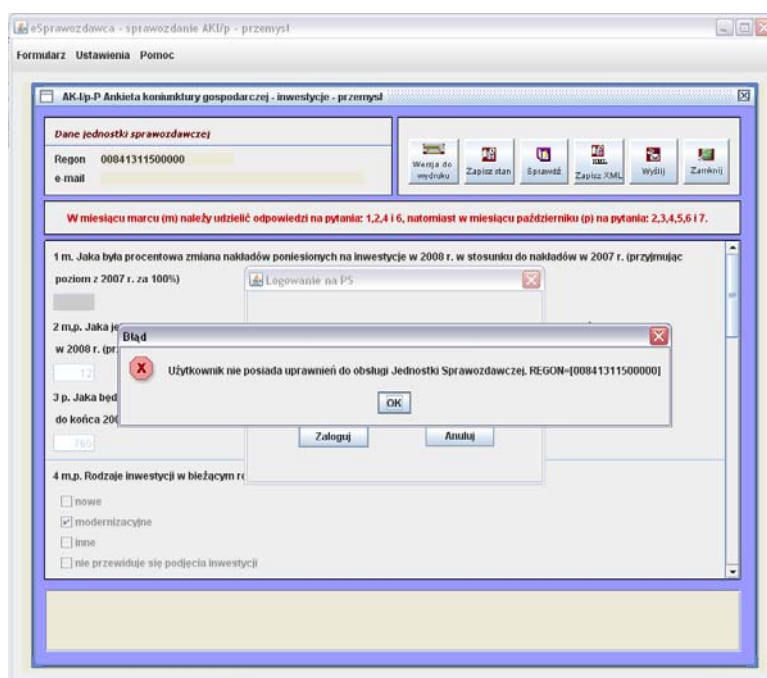 eSprawozdawca - sprawozdanie AKI/p - przemysł
Formularz Ustawienia Pomoc
AK-I/p-P Ankieta koniunktury gospodarczej - inwestycje - przemysł
Dane jednostki sprawozdawczej
Regon 00841311500000
e-mail
Wersja do wydruku
Zapisz stan
Sprawdź
XML
Zapisz XML
Wyślij
Zamknij
W miesiącu marcu (m) należy udzielić odpowiedzi na pytania: 1,2,4 i 6, natomiast w miesiącu październiku (p) na pytania: 2,3,4,5,6 i 7.
1 m. Jaka była procentowa zmiana nakładów poniesionych na inwestycje w 2008 r. w stosunku do nakładów w 2007 r. (przyjmując
poziom z 2007 r. za 100%)
Logowanie na PS
2 m,p. Jaka je
w 2008 r. (pr
12
Błąd
Użytkownik nie posiada uprawnień do obsługi Jednostki Sprawozdawczej. REGON=[00841311500000]
OK
3 p. Jaka będ
do końca 200
765
Zaloguj Anuluj
4 m,p. Rodzaje inwestycji w bieżącym r
nowe
modernizacyjne
inne
nie przewiduje się podjęcia inwestycji